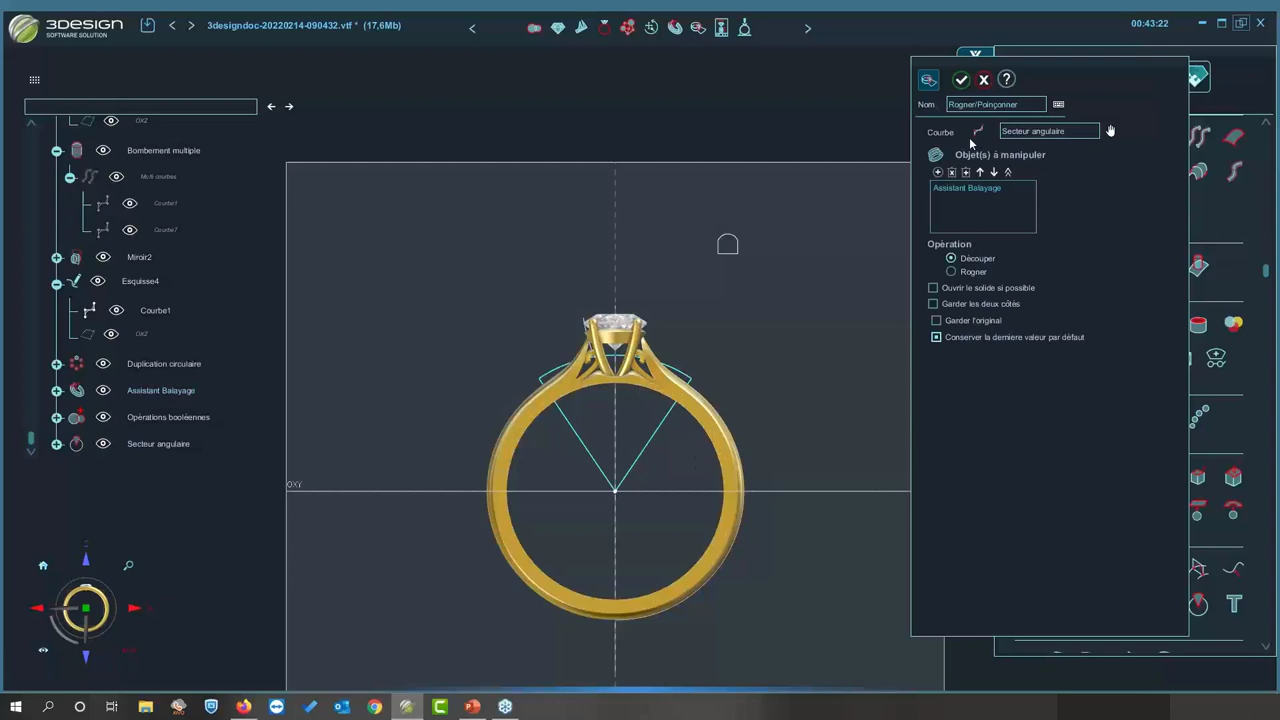 3DESIGN
SOFTWARE SOLUTION
3designdoc-20220214-090432.vtf * (17,6Mb)
00:43:22
Nom
Rogner/Poinçonner
Courbe
Secteur angulaire
Objet(s) à manipuler
Assistant Balayage
Opération
Découper
Rogner
Ouvrir le solide si possible
Garder les deux côtés
Garder l'original
Conserver la derniere valeur par défaut
OX2
Bombement multiple
Multi courbes
Courbe1
Courbe7
Miroir2
Esquisse4
Courbe1
OX2
Duplication circulaire
Assistant Balayage
Opérations booléennes
Secteur angulaire
OXY